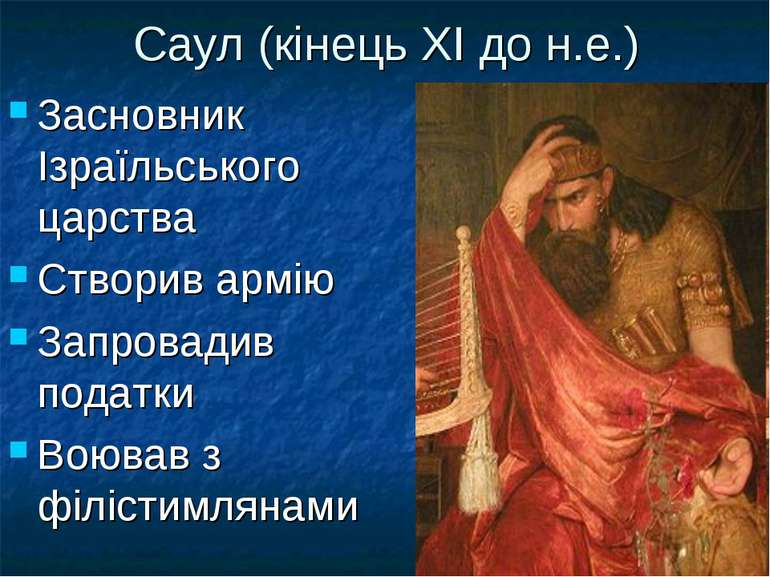 Саул (кінець XI до н.е.)
Засновник
Ізраїльського
царства
Створив армію
Запровадив
податки
Воював з
філістимлянами